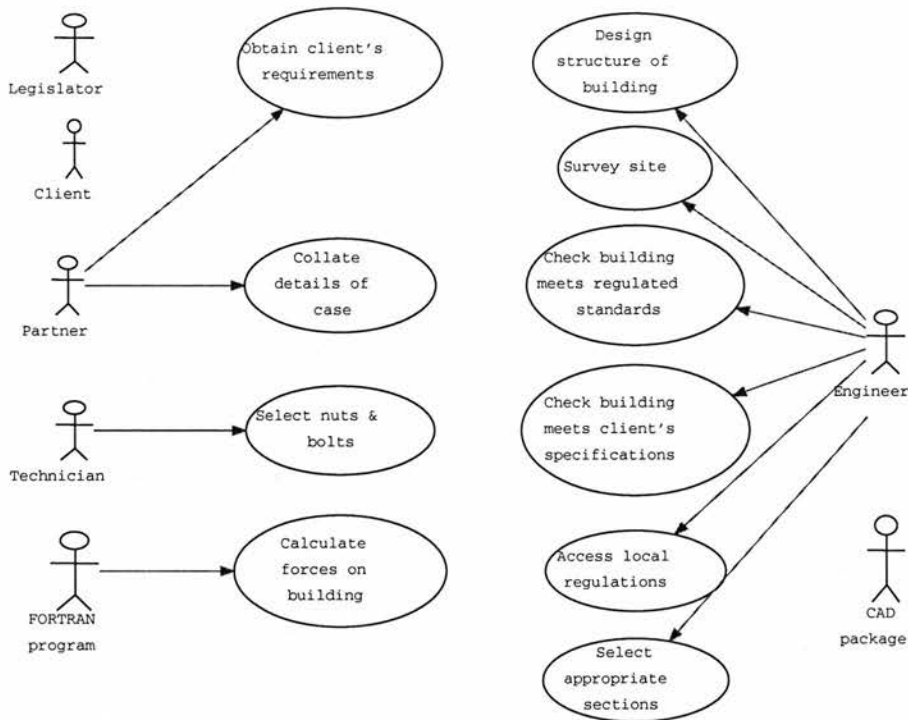 Legislator
Client
Partner
Technician
FORTRAN
program
Obtain client's
requirements
Collate
details of
case
Select nuts &
bolts
Calculate
forces on
building
Design
structure of
building
Survey site
Check building
meets regulated
standards
Check building
meets client's
specifications
Access local
regulations
Select
appropriate
sections
Engineer
CAD
package